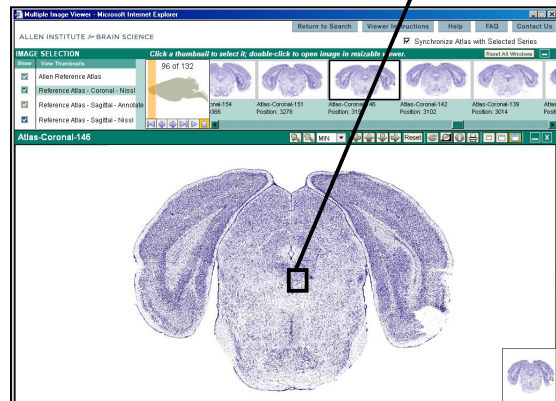 Multiple Image Viewer - Microsoft Internet Explorer
Return to Search Viewer Instructions Help FAQ Contact Us
ALLEN INSTITUTE for BRAIN SCIENCE
Synchronize Atlas with Selected Series
IMAGE SELECTION
Click a thumbnail to select it; double-click to open image in resizable viewer.
Reset All Windows
Show View Thumbnails
Allen Reference Atlas
Reference Atlas - Coronal - Nissl
Reference Atlas - Sagittal - Annotate
Reference Atlas - Sagittal - Nissl
96 of 132
Atlas-Coronal-151
Position: 3278
Atlas-Coronal-142
Position: 3102
Atlas-Coronal-139
Position: 3014
Atlas-Coronal-146
MIN
Reset